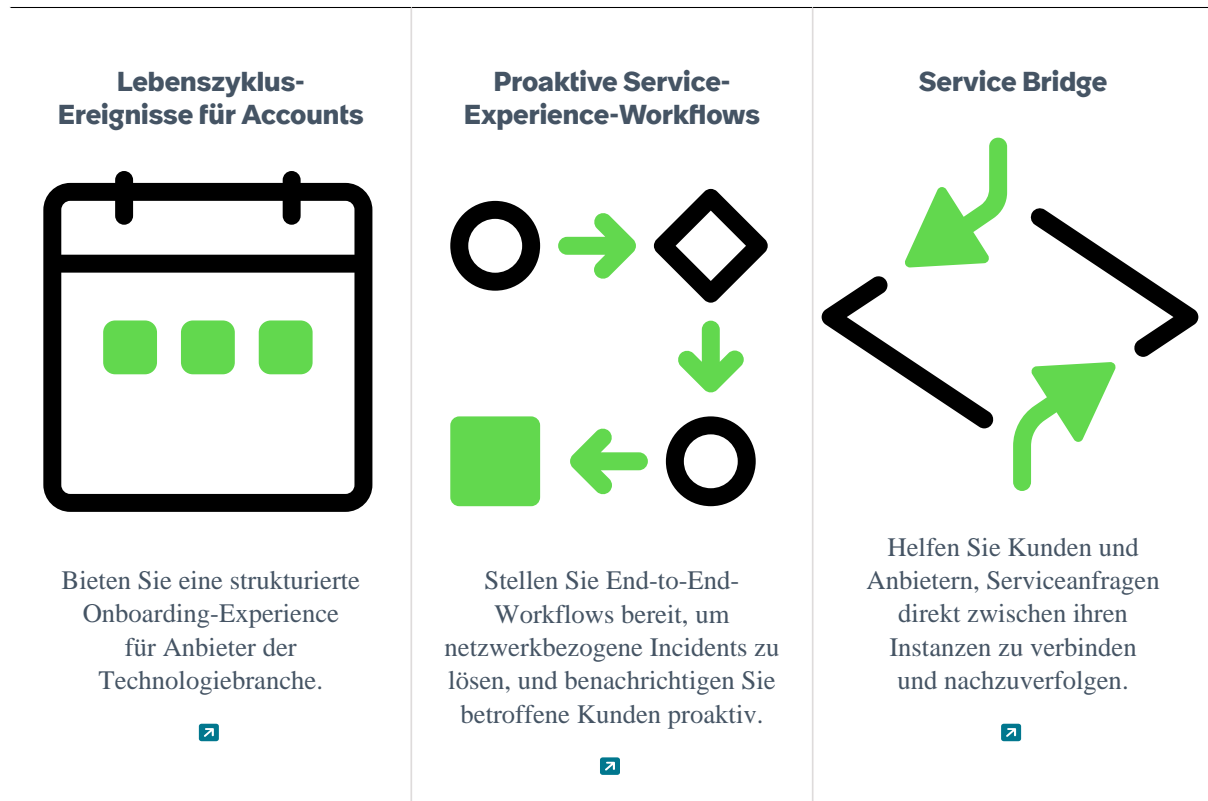 Lebenszyklus-
Ereignisse für Accounts
Bieten Sie eine strukturierte
Onboarding-Experience
für Anbieter der
Technologiebranche.
Proaktive Service-
Experience-Workflows
Stellen Sie End-to-End-
Workflows bereit, um
netzwerkbezogene Incidents zu
lösen, und benachrichtigen Sie
betroffene Kunden proaktiv.
Service Bridge
Helfen Sie Kunden und
Anbietern, Serviceanfragen
direkt zwischen ihren
Instanzen zu verbinden
und nachzuverfolgen.